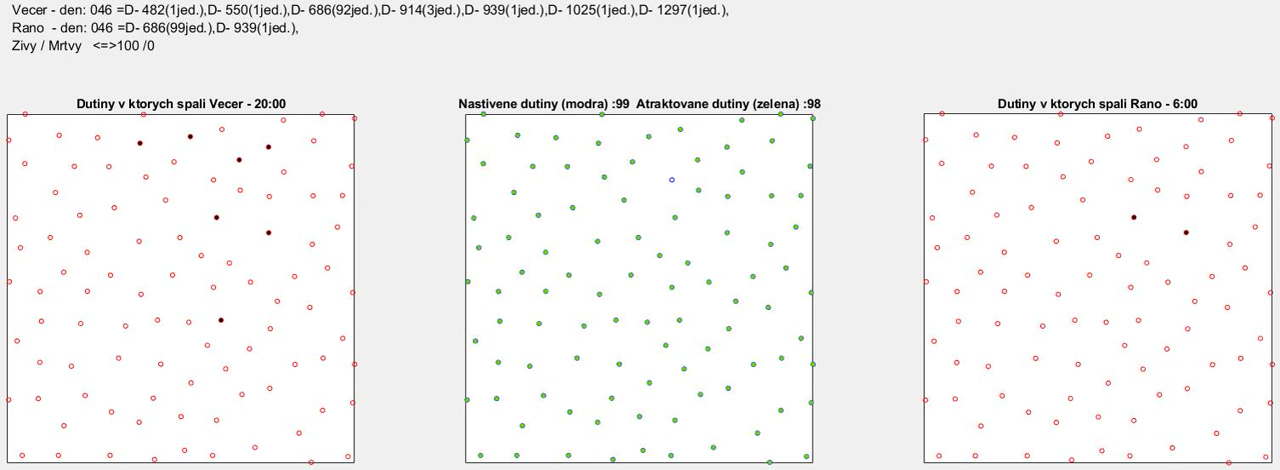 Vecer - den: 046 =D- 482(1jed.),D- 550(1jed.),D- 686(92jed.),D- 914(3jed.),D- 939(1jed.),D- 1025(1jed.),D- 1297(1jed.),
Rano - den: 046 =D- 686(99jed.),D- 939(1jed.),
Zivy / Mrtvy <=>100 /0
Dutiny v ktorych spali Vecer - 20:00
Nastivene dutiny (modra) :99 Atraktovane dutiny (zelena) :98
Dutiny v ktorych spali Rano - 6:00